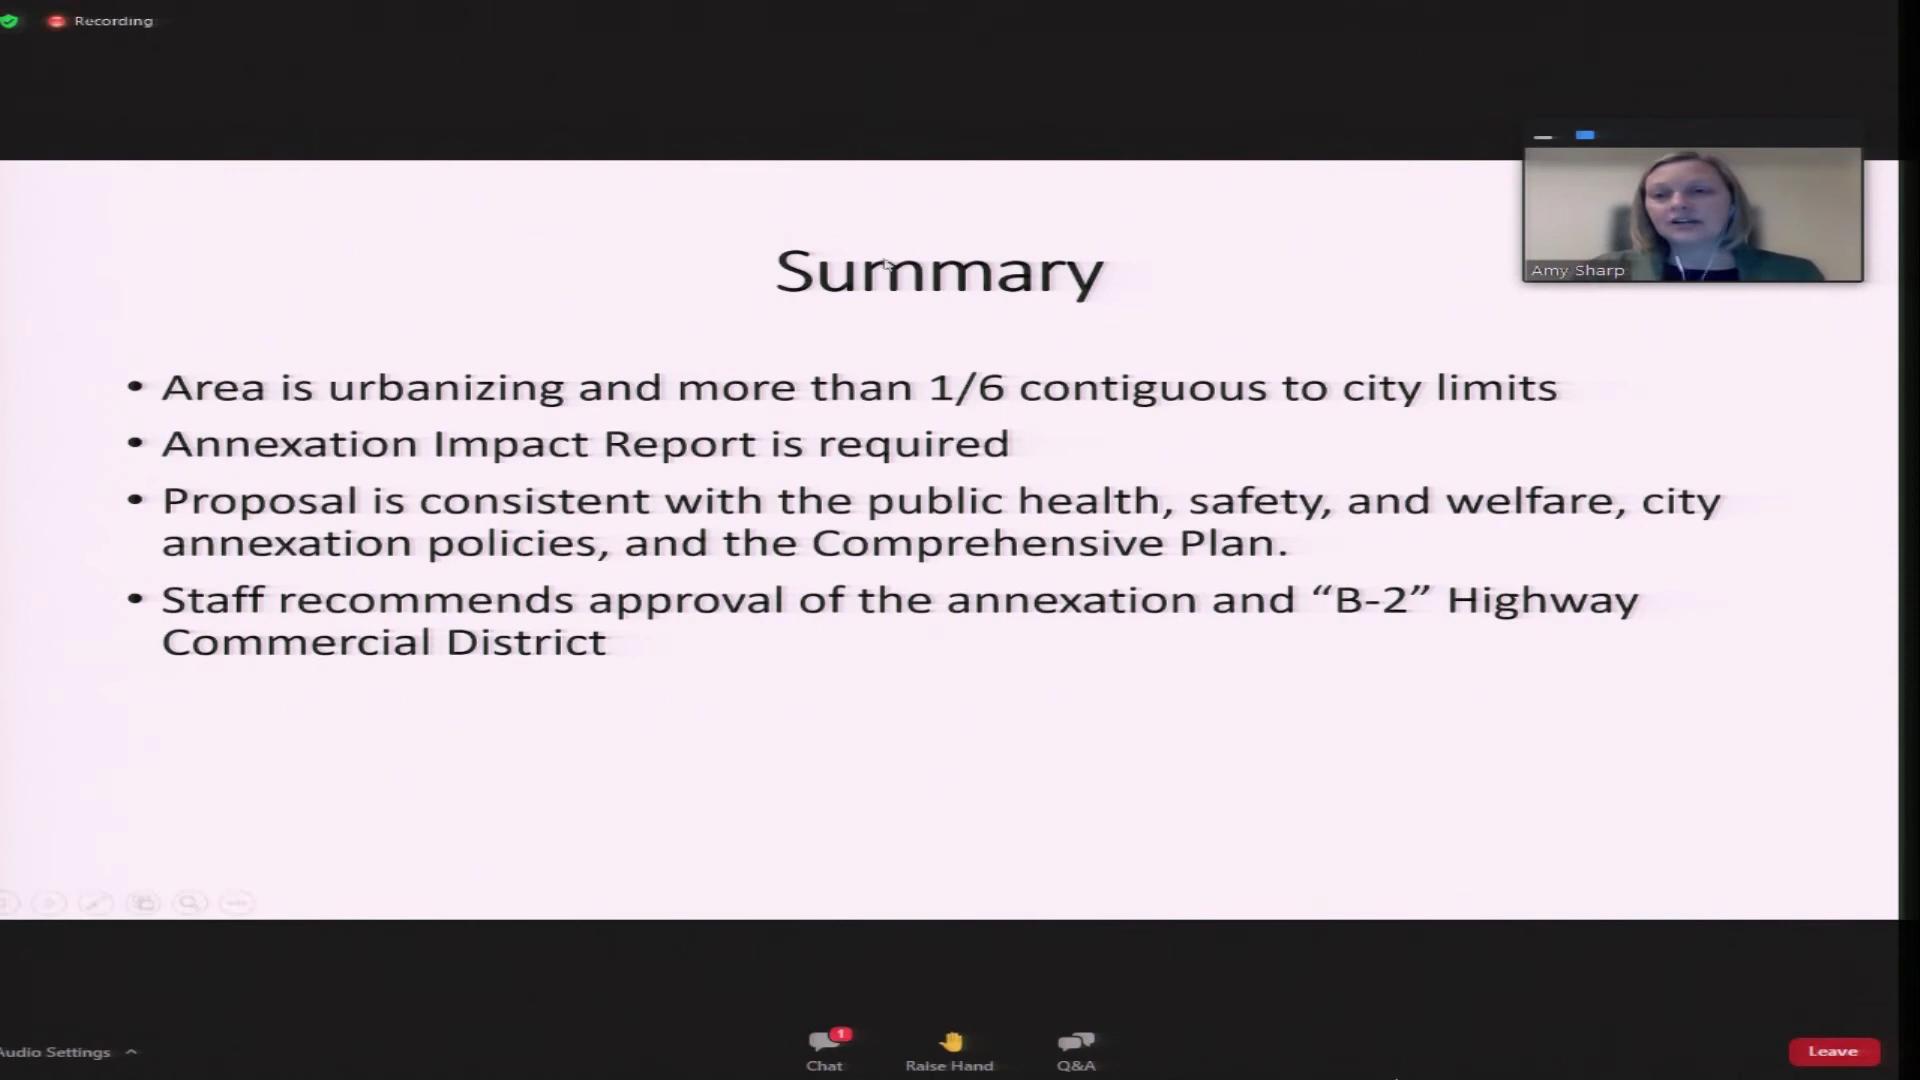 Recording
Amy Sharp
Summary
• Area is urbanizing and more than 1/6 contiguous to city limits
• Annexation Impact Report is required
• Proposal is consistent with the public health, safety, and welfare, city
annexation policies, and the Comprehensive Plan.
• Staff recommends approval of the annexation and “B-2” Highway
Commercial District
Audio Settings
1
Chat
Raise Hand
Q&A
Leave